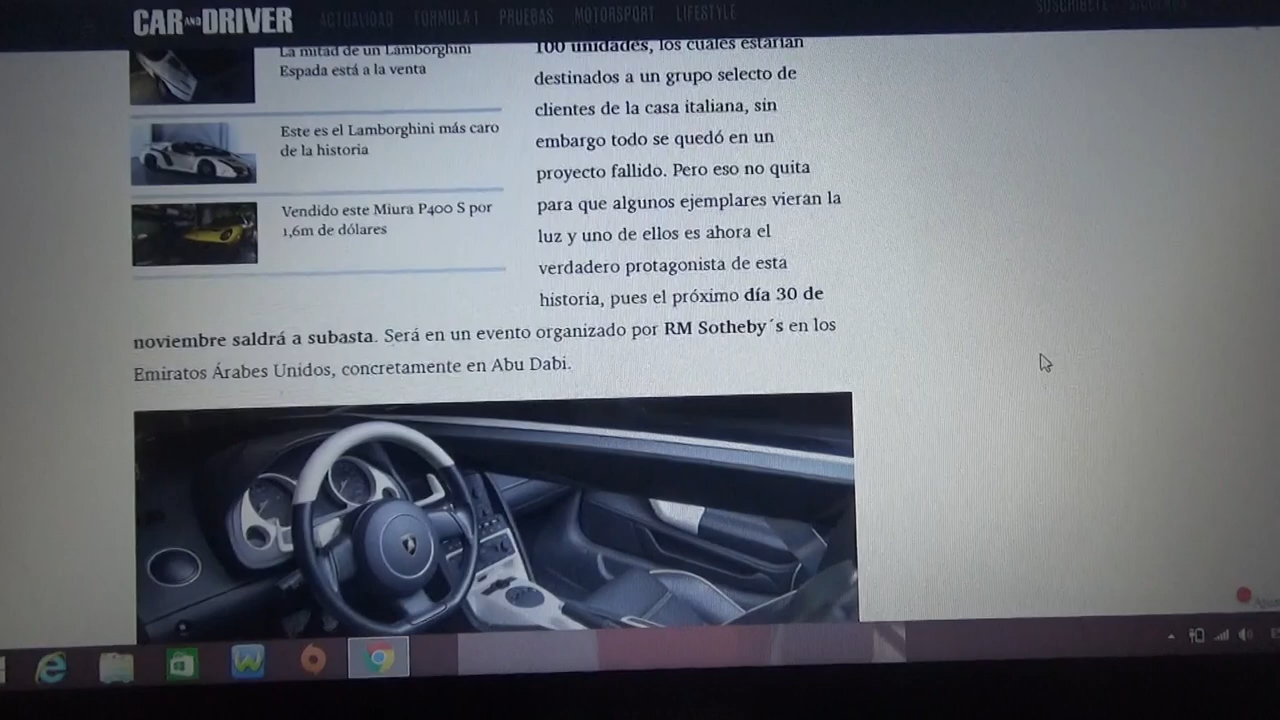 CAR AND DRIVER
ACTUALIDAD FÓRMULA 1 PRUEBAS MOTORSPORT LIFESTYLE
SUSCRÍBETE
La mitad de un Lamborghini
Espada está a la venta
Este es el Lamborghini más caro
de la historia
Vendido este Miura P400 S por
1,6m de dólares
100 unidades, los cuales estarían
destinados a un grupo selecto de
clientes de la casa italiana, sin
embargo todo se quedó en un
proyecto fallido. Pero eso no quita
para que algunos ejemplares vieran la
luz y uno de ellos es ahora el
verdadero protagonista de esta
historia, pues el próximo día 30 de
noviembre saldrá a subasta. Será en un evento organizado por RM Sotheby´s en los
Emiratos Árabes Unidos, concretamente en Abu Dabi.